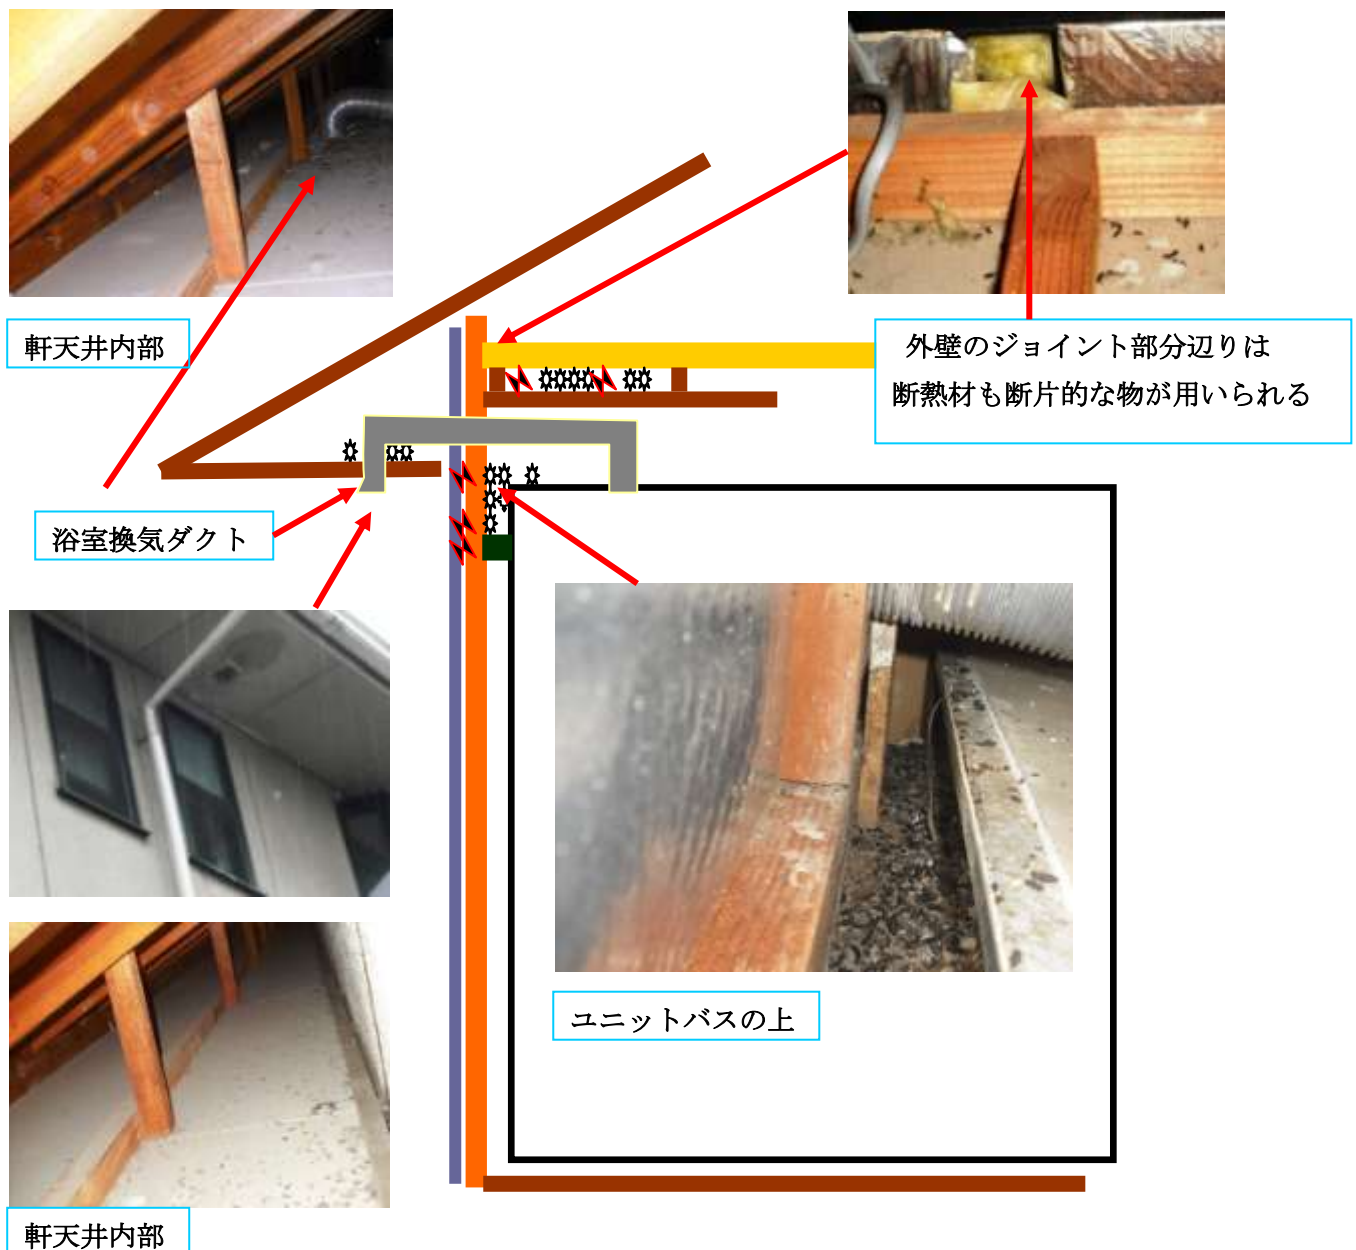 軒天井内部
外壁のジョイント部分辺りは
断熱材も断片的な物が用いられる
浴室換気ダクト
ユニットバスの上
軒天井内部